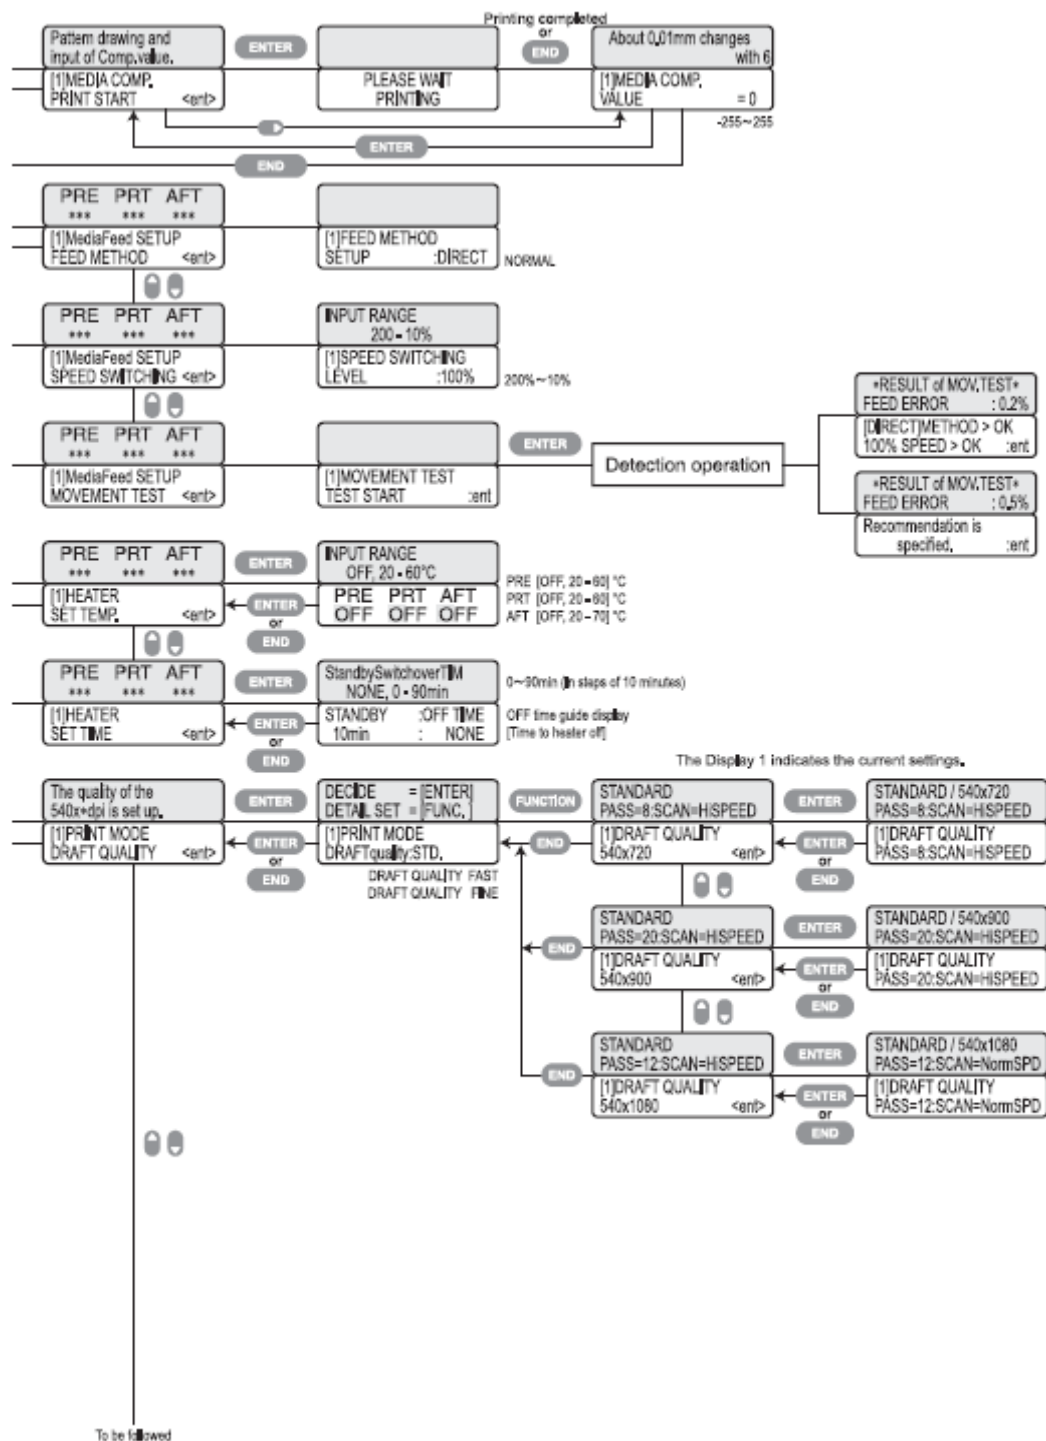 Printing completed
or
Pattern drawing and
input of Comp.value.
ENTER
END
About 0.01mm changes
with 6
[1]MEDIA COMP.
PRINT START <ent>
PLEASE WAIT
PRINTING
[1]MEDIA COMP.
VALUE = 0
-255~255
ENTER
END
PRE PRT AFT
*** *** ***
[1]MediaFeed SETUP
FEED METHOD <ent>
[1]FEED METHOD
SETUP :DIRECT
NORMAL
PRE PRT AFT
*** *** ***
INPUT RANGE
200-10%
[1]MediaFeed SETUP
SPEED SWITCHING <ent>
[1]SPEED SWITCHING
LEVEL :100%
200%~10%
PRE PRT AFT
*** *** ***
[1]MediaFeed SETUP
MOVEMENT TEST <ent>
[1]MOVEMENT TEST
TEST START :ent
ENTER
Detection operation
*RESULT of MOV.TEST*
FEED ERROR : 0.2%
[DIRECT]METHOD > OK
100% SPEED > OK :ent
*RESULT of MOV.TEST*
FEED ERROR : 0.5%
Recommendation is
specified. :ent
PRE PRT AFT
*** *** ***
ENTER
INPUT RANGE
OFF, 20 - 60°C
[1]HEATER
SET TEMP. <ent>
ENTER
or
END
PRE PRT AFT
OFF OFF OFF
PRE [OFF, 20-60] °C
PRT [OFF, 20-60] °C
AFT [OFF, 20-70] °C
PRE PRT AFT
*** *** ***
ENTER
StandbySwitchoverTIM
NONE, 0 - 90min
0~90min (In steps of 10 minutes)
[1]HEATER
SET TIME <ent>
ENTER
or
END
STANDBY :OFF TIME
10min : NONE
OFF time guide display
[Time to heater off]
The Display 1 indicates the current settings.
The quality of the
540x*dpi is set up.
ENTER
DECIDE = [ENTER]
DETAIL SET = [FUNC. ]
FUNCTION
STANDARD
PASS=8:SCAN=HiSPEED
ENTER
STANDARD / 540x720
PASS=8:SCAN=HiSPEED
[1]PRINT MODE
DRAFT QUALITY <ent>
ENTER
or
END
[1]PRINT MODE
DRAFTquality:STD.
DRAFT QUALITY FAST
DRAFT QUALITY FINE
END
[1]DRAFT QUALITY
540x720 <ent>
ENTER
or
END
[1]DRAFT QUALITY
PASS=8:SCAN=HiSPEED
STANDARD
PASS=20:SCAN=HiSPEED
ENTER
STANDARD / 540x900
PASS=20:SCAN=HiSPEED
END
[1]DRAFT QUALITY
540x900 <ent>
ENTER
or
END
[1]DRAFT QUALITY
PASS=20:SCAN=HiSPEED
STANDARD
PASS=12:SCAN=HiSPEED
ENTER
STANDARD / 540x1080
PASS=12:SCAN=NormSPD
END
[1]DRAFT QUALITY
540x1080 <ent>
ENTER
or
END
[1]DRAFT QUALITY
PASS=12:SCAN=NormSPD
To be followed